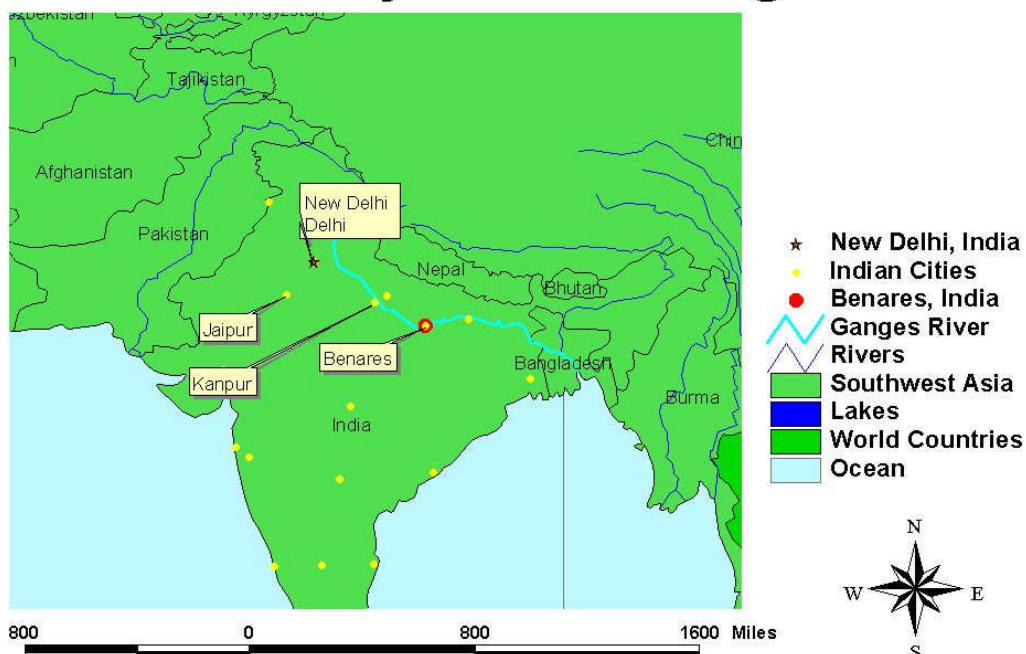 Tajikistan
Chin
Afghanistan
New Delhi
Delhi
Pakistan
Nepal
Bhutan
Jaipur
Benares
Bangladesh
Kanpur
Burma
India
New Delhi, India
Indian Cities
Benares, India
Ganges River
Rivers
Southwest Asia
Lakes
World Countries
Ocean
N
W
E
S
800 0 800 1600 Miles